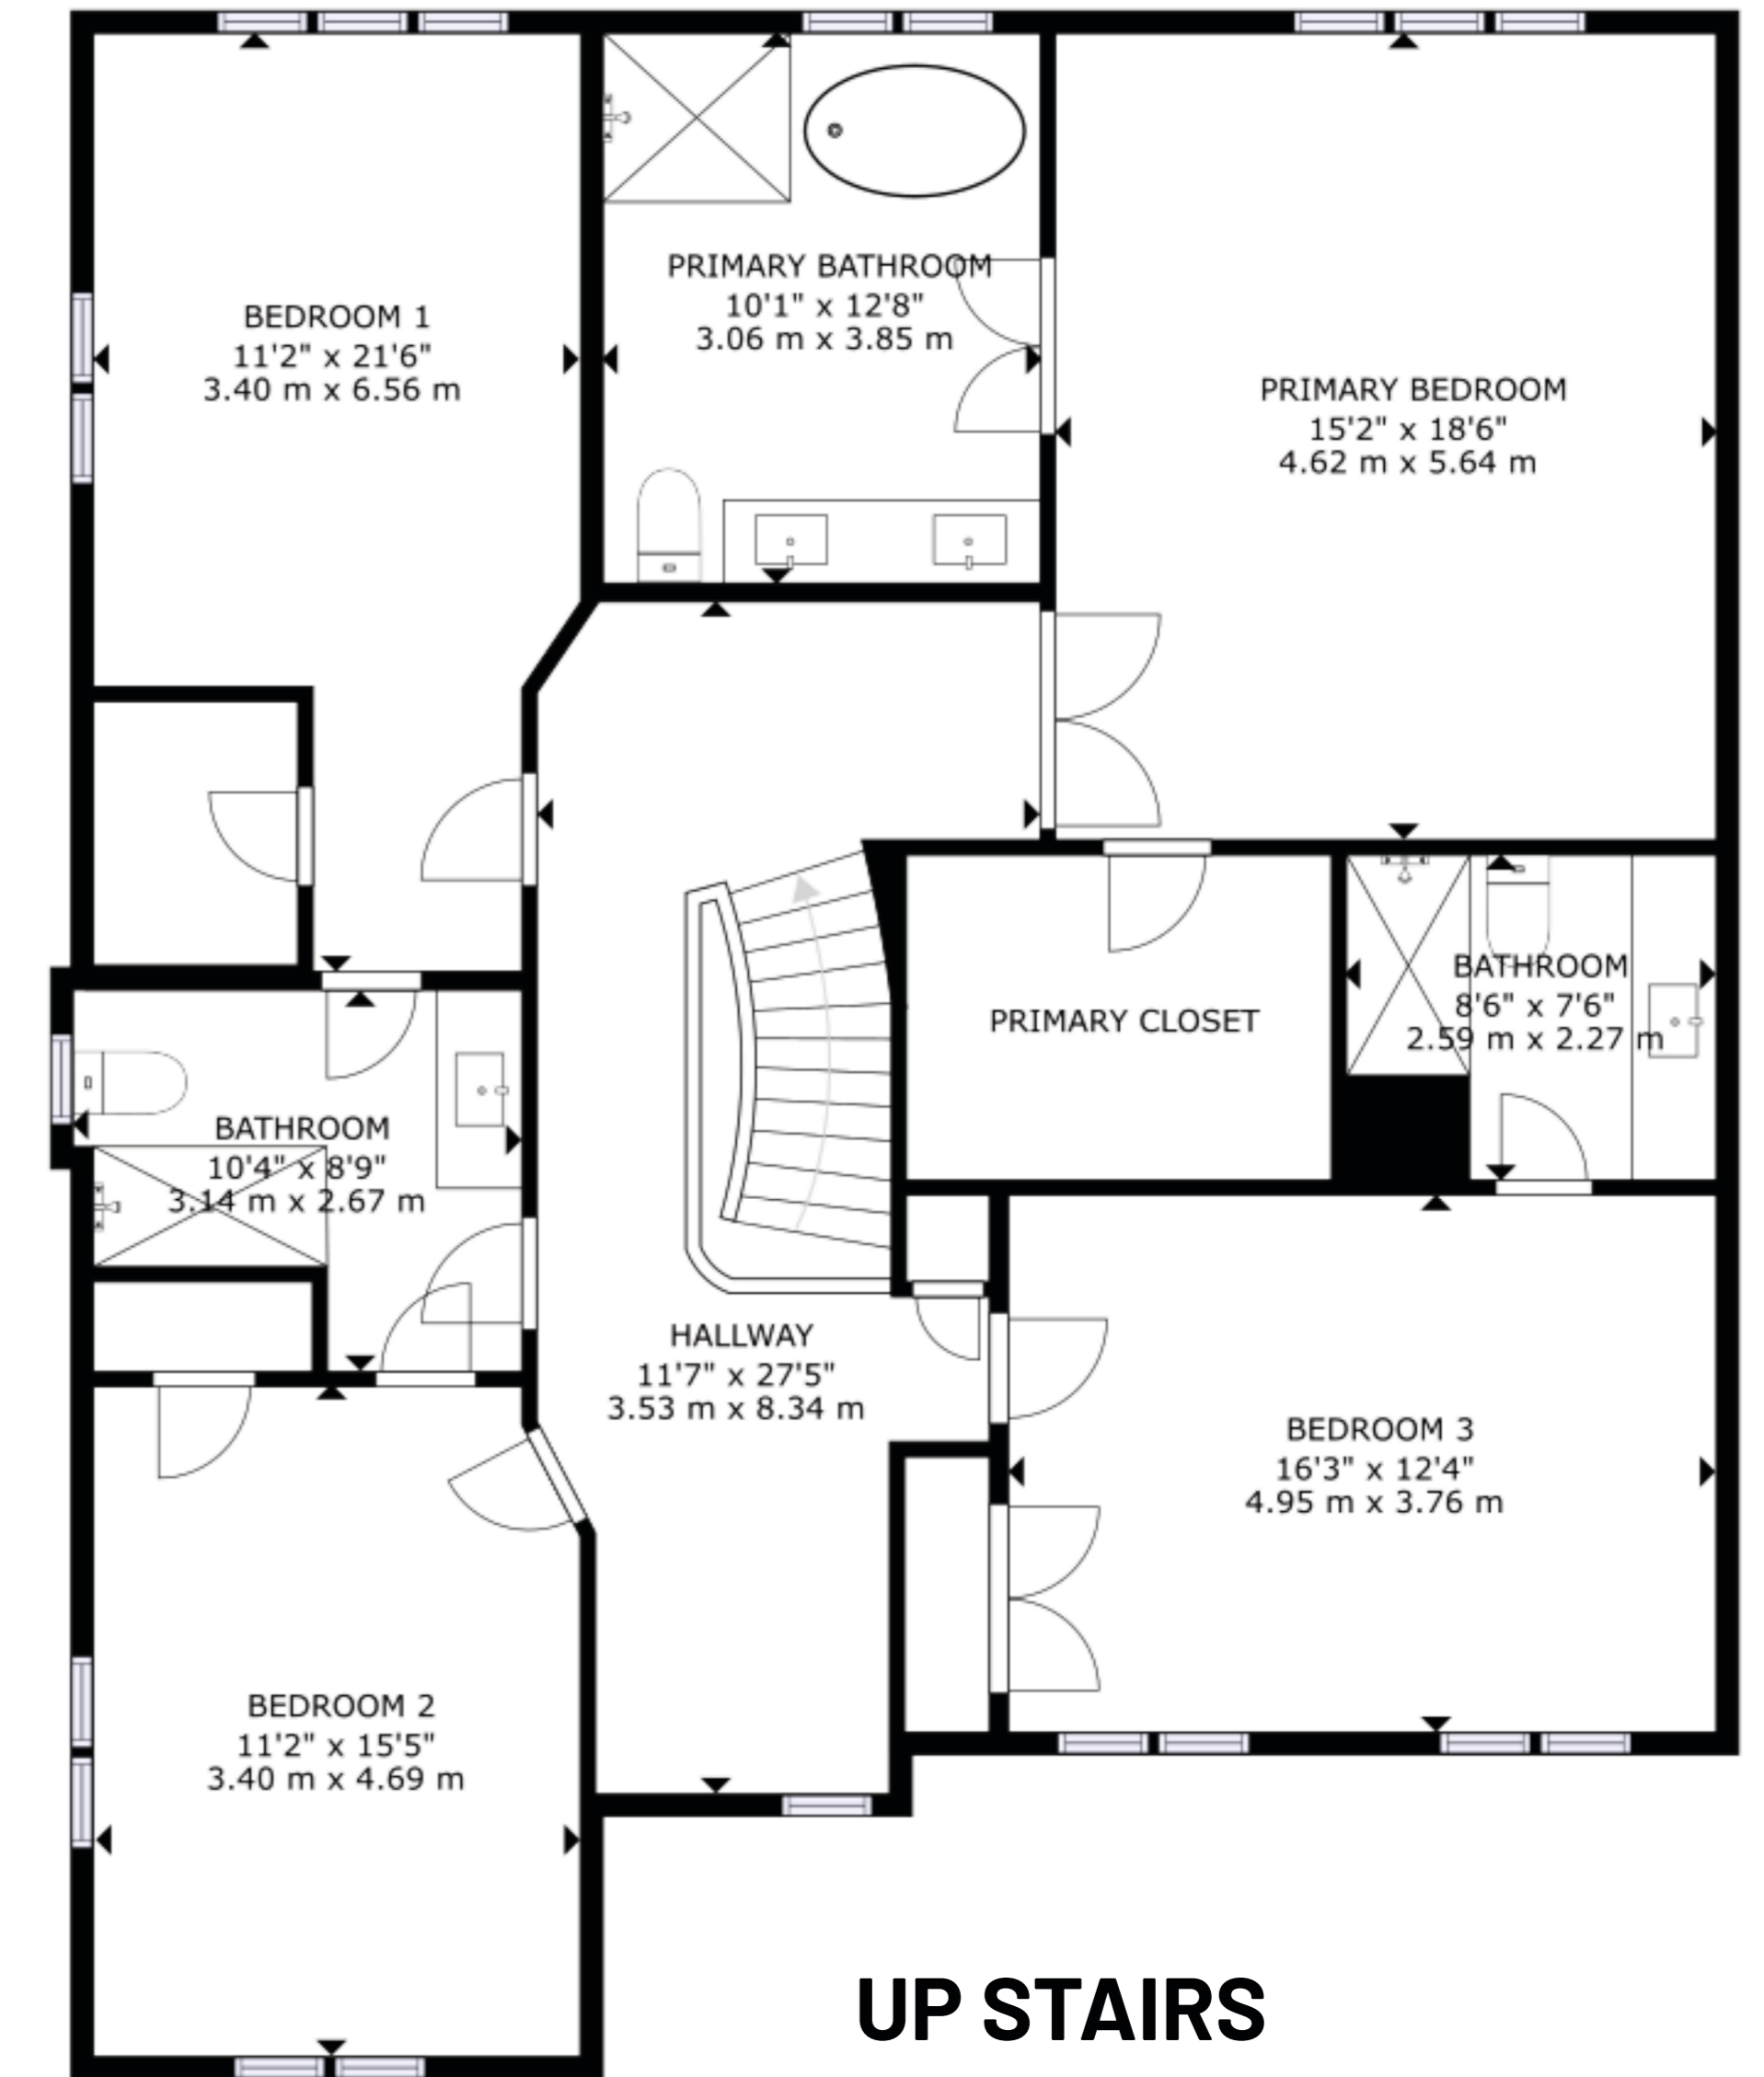 BEDROOM 1
11'2" x 21'6"
3.40 m x 6.56 m
PRIMARY BATHROOM
10'1" x 12'8"
3.06 m x 3.85 m
PRIMARY BEDROOM
15'2" x 18'6"
4.62 m x 5.64 m
PRIMARY CLOSET
BATHROOM
8'6" x 7'6"
2.59 m x 2.27 m
BATHROOM
10'4" x 8'9"
3.14 m x 2.67 m
HALLWAY
11'7" x 27'5"
3.53 m x 8.34 m
BEDROOM 3
16'3" x 12'4"
4.95 m x 3.76 m
BEDROOM 2
11'2" x 15'5"
3.40 m x 4.69 m
UP STAIRS